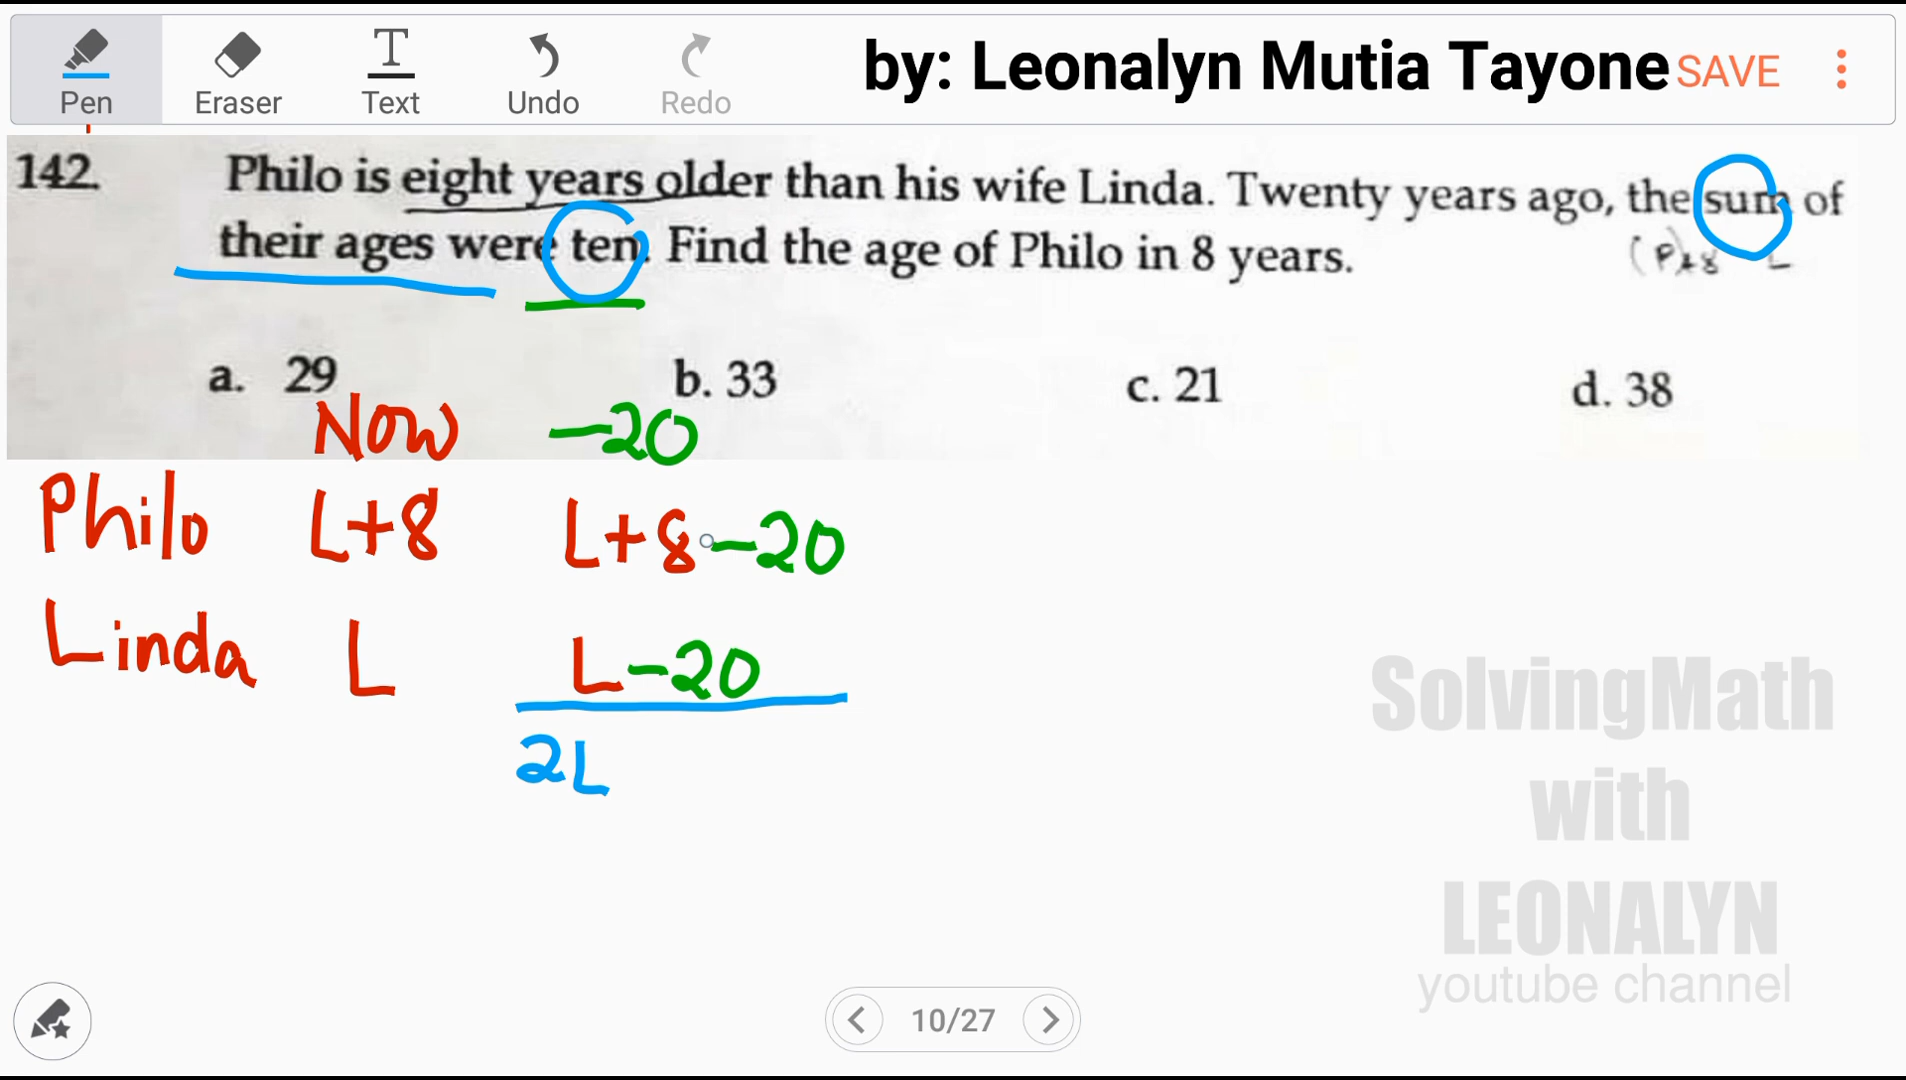 Pen
Eraser
T
Text
Undo
Redo
by: Leonalyn Mutia Tayone
SAVE
142. Philo is eight years older than his wife Linda. Twenty years ago, the sum of
their ages were ten. Find the age of Philo in 8 years.
(P)+8 L
a. 29 b. 33 c. 21 d. 38
Now -20
Philo L+8 L+8-20
Linda L L-20
2L
SolvingMath
with
LEONALYN
youtube channel
10/27